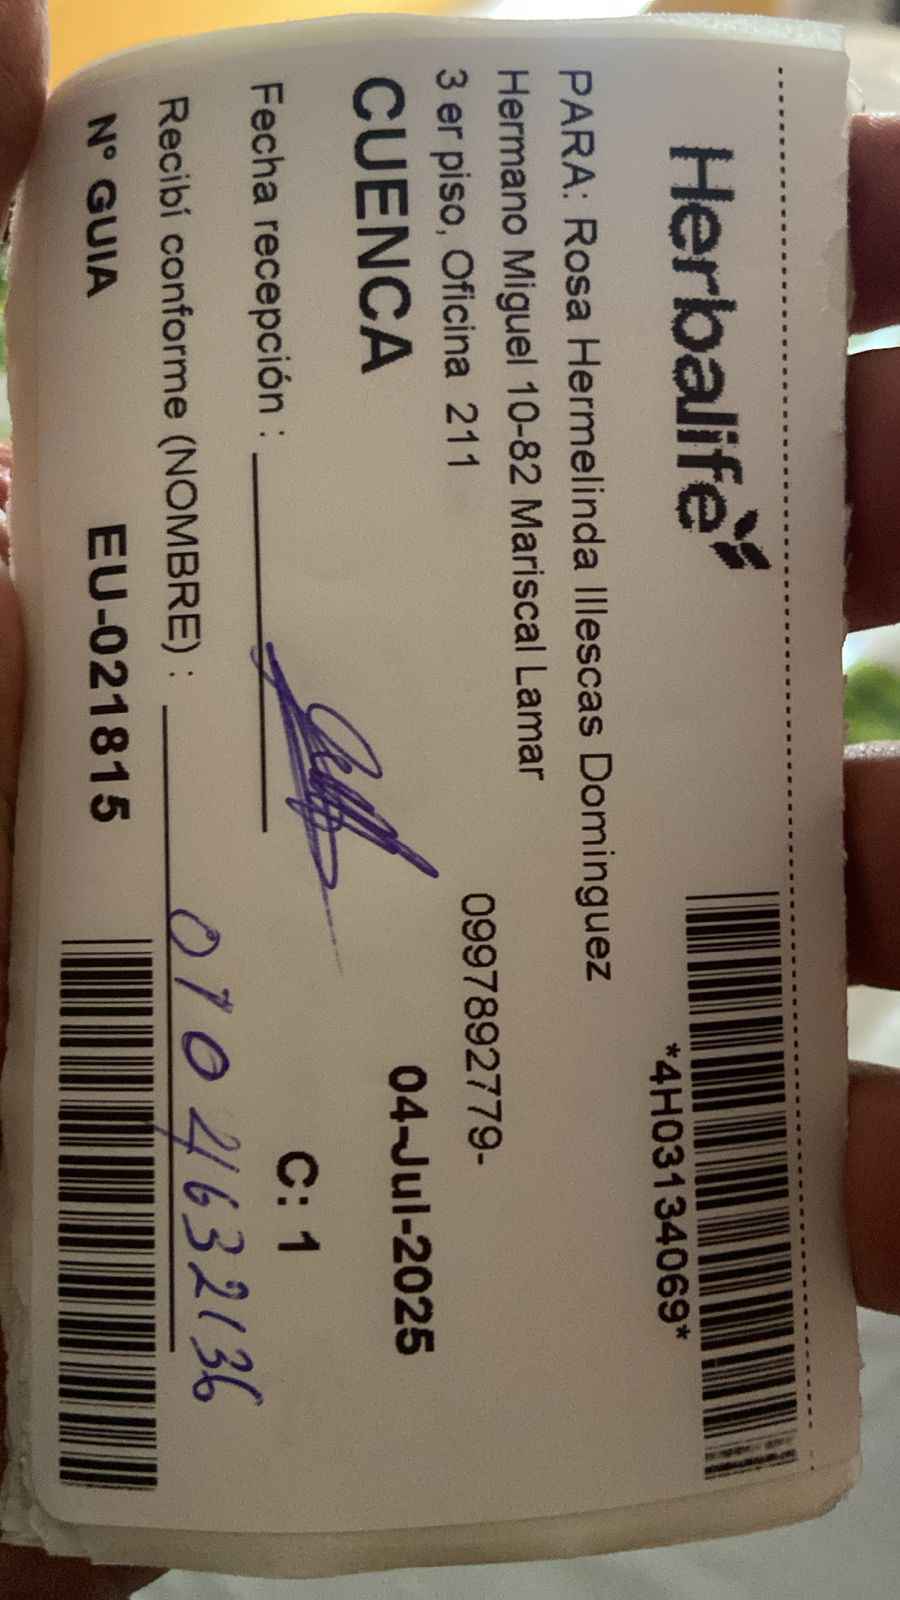 Herbalife
*4H03134069*
PARA: Rosa Hermelinda Illescas Dominguez
Hermano Miguel 10-82 Mariscal Lamar
3 er piso, Oficina 211
0997892779-
CUENCA
04-Jul-2025
Fecha recepción :
C: 1
Recibí conforme (NOMBRE) :
0104632136
N° GUIA EU-021815